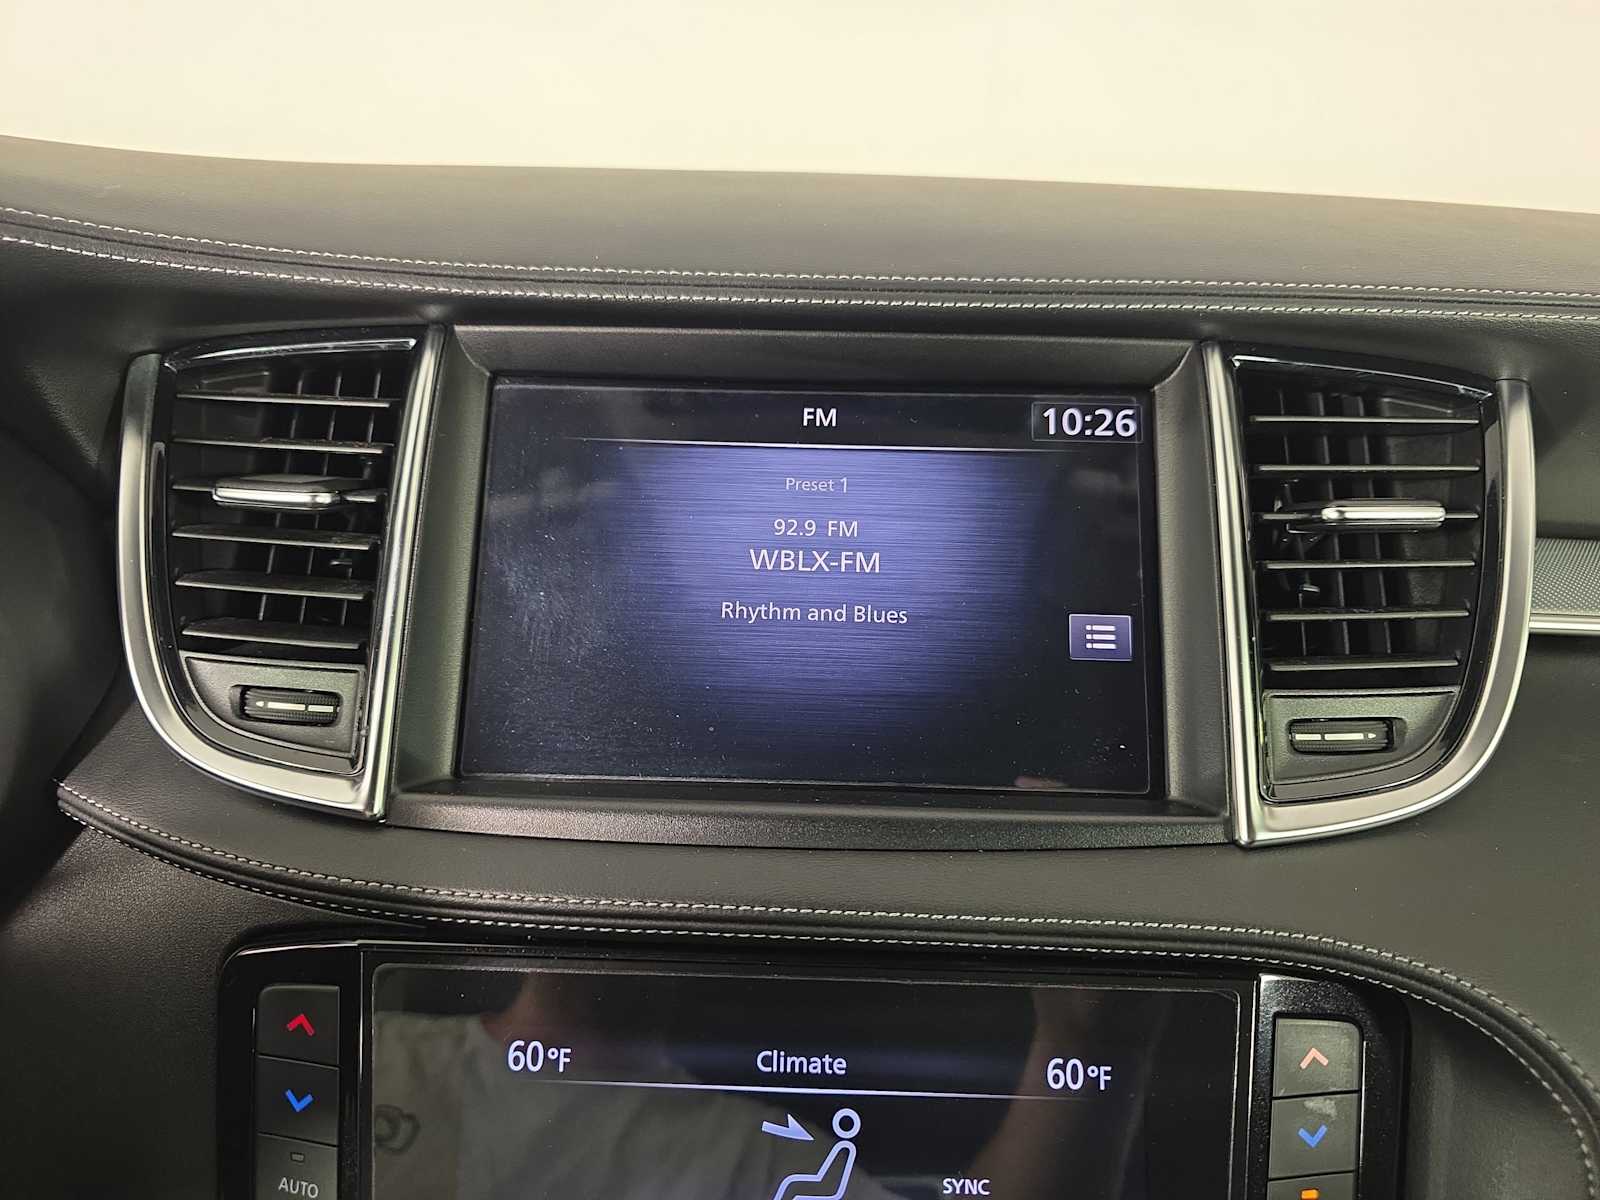 FM
10:26
Preset 1
92.9 FM
WBLX-FM
Rhythm and Blues
60°F
Climate
60°F
SYNC
AUTO